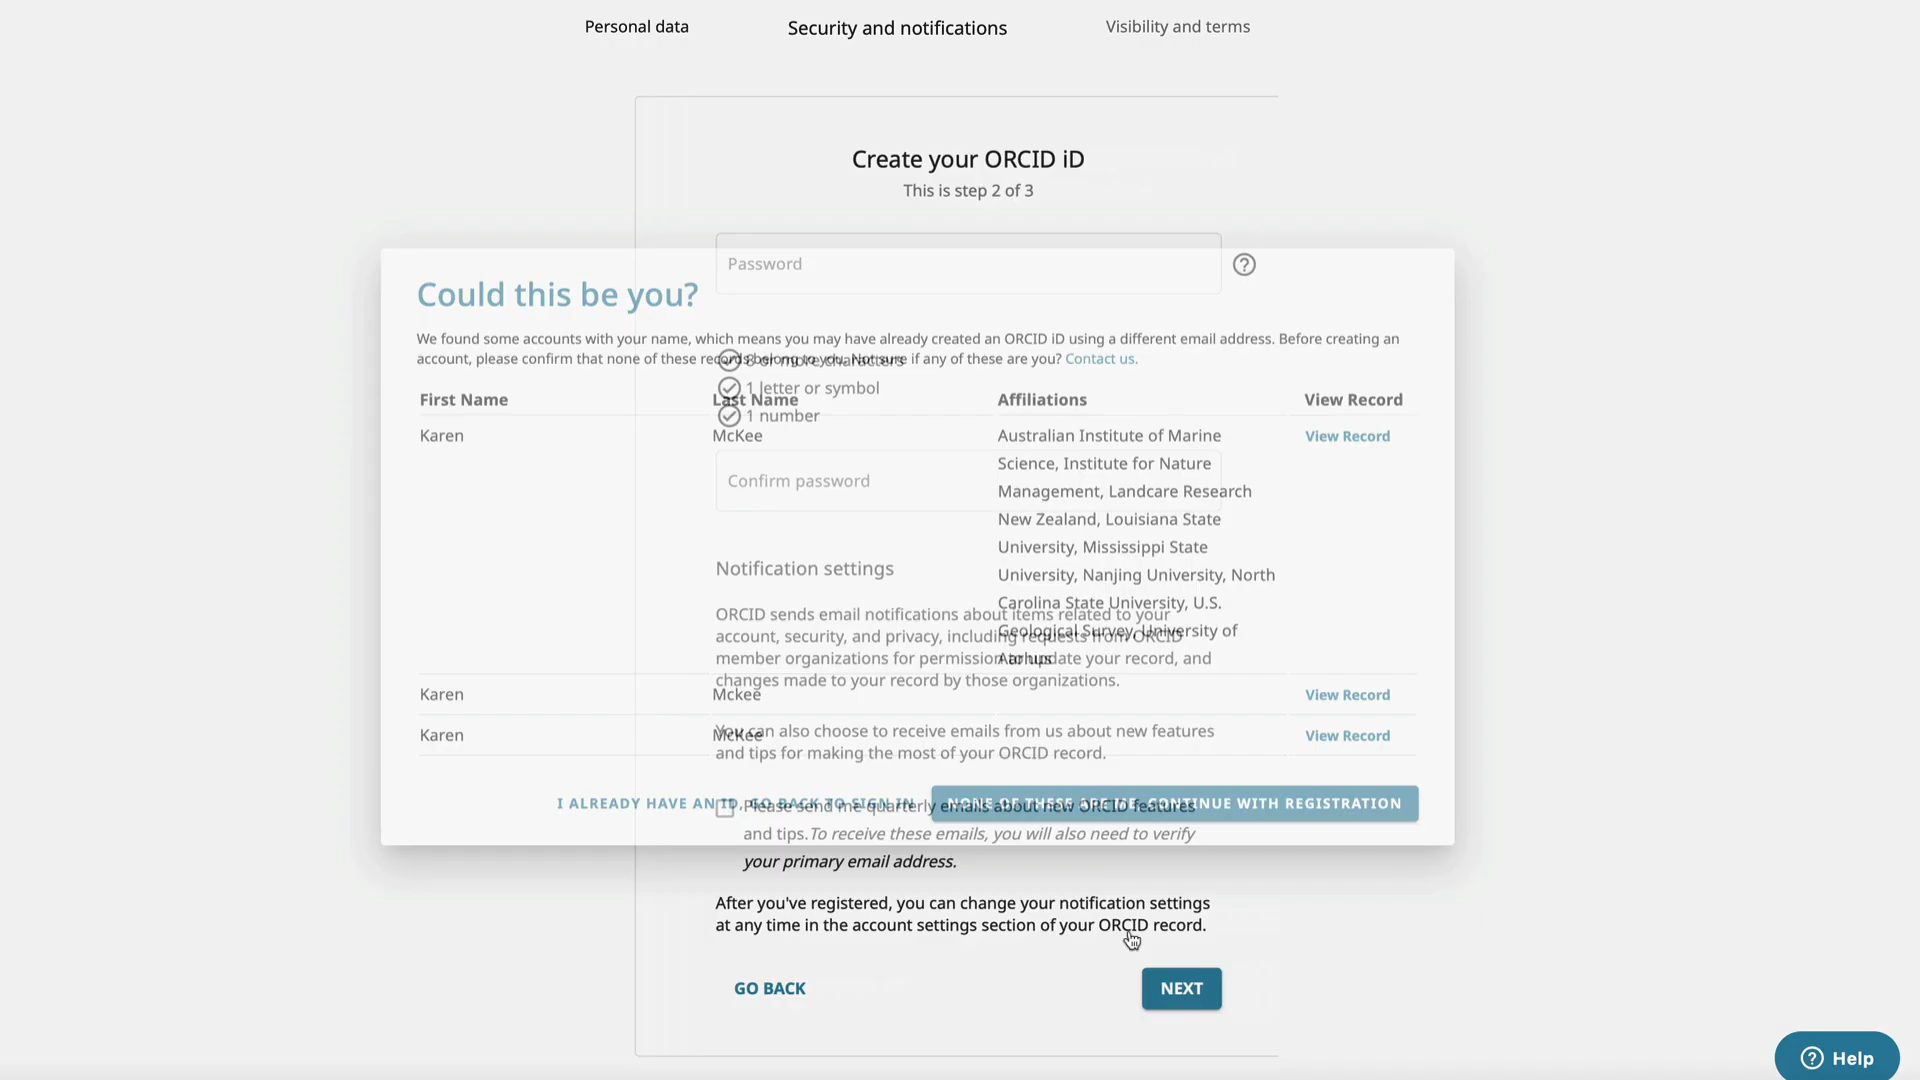 Personal data
Security and notifications
Visibility and terms
Create your ORCID iD
This is step 2 of 3
Password
Could this be you?
We found some accounts with your name, which means you may have already created an ORCID iD using a different email address. Before creating an
account, please confirm that none of these records belong to you. Not sure if any of these are you? Contact us.
8 or more characters
1 letter or symbol
1 number
First Name
Last Name
Affiliations
View Record
Karen
McKee
Australian Institute of Marine
Science, Institute for Nature
Management, Landcare Research
New Zealand, Louisiana State
University, Mississippi State
University, Nanjing University, North
Carolina State University, U.S.
Geological Survey, University of
Aarhus
View Record
Confirm password
Notification settings
ORCID sends email notifications about items related to your
account, security, and privacy, including requests from ORCID
member organizations for permission to update your record, and
changes made to your record by those organizations.
Karen
Mckee
View Record
Karen
McKee
View Record
You can also choose to receive emails from us about new features
and tips for making the most of your ORCID record.
I ALREADY HAVE AN ID, GO BACK TO SIGN IN
NONE OF THESE ARE ME, CONTINUE WITH REGISTRATION
Please send me quarterly emails about new ORCID features
and tips. To receive these emails, you will also need to verify
your primary email address.
After you've registered, you can change your notification settings
at any time in the account settings section of your ORCID record.
GO BACK
NEXT
Help